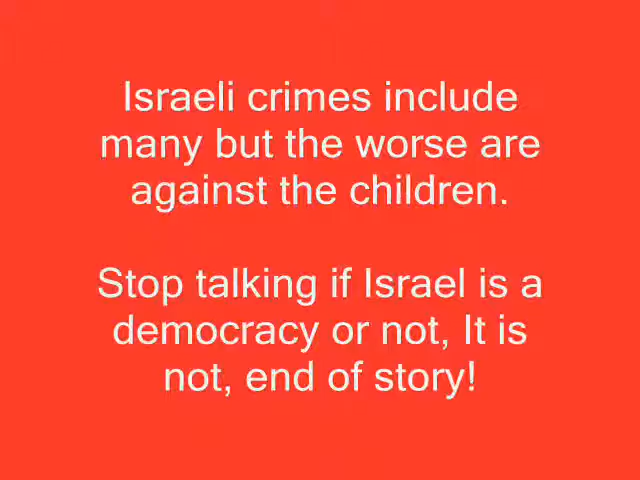 Israeli crimes include
many but the worse are
against the children.
Stop talking if Israel is a
democracy or not, It is
not, end of story!